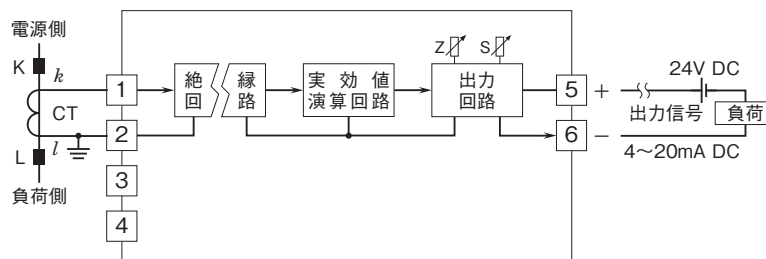 電源側
K
k
CT
l
L
負荷側
1
2
3
4
絶 縁
回 路
実 効 値
演算回路
Z
S
出力
回路
5
+
6
−
24V DC
出力信号
負荷
4〜20mA DC